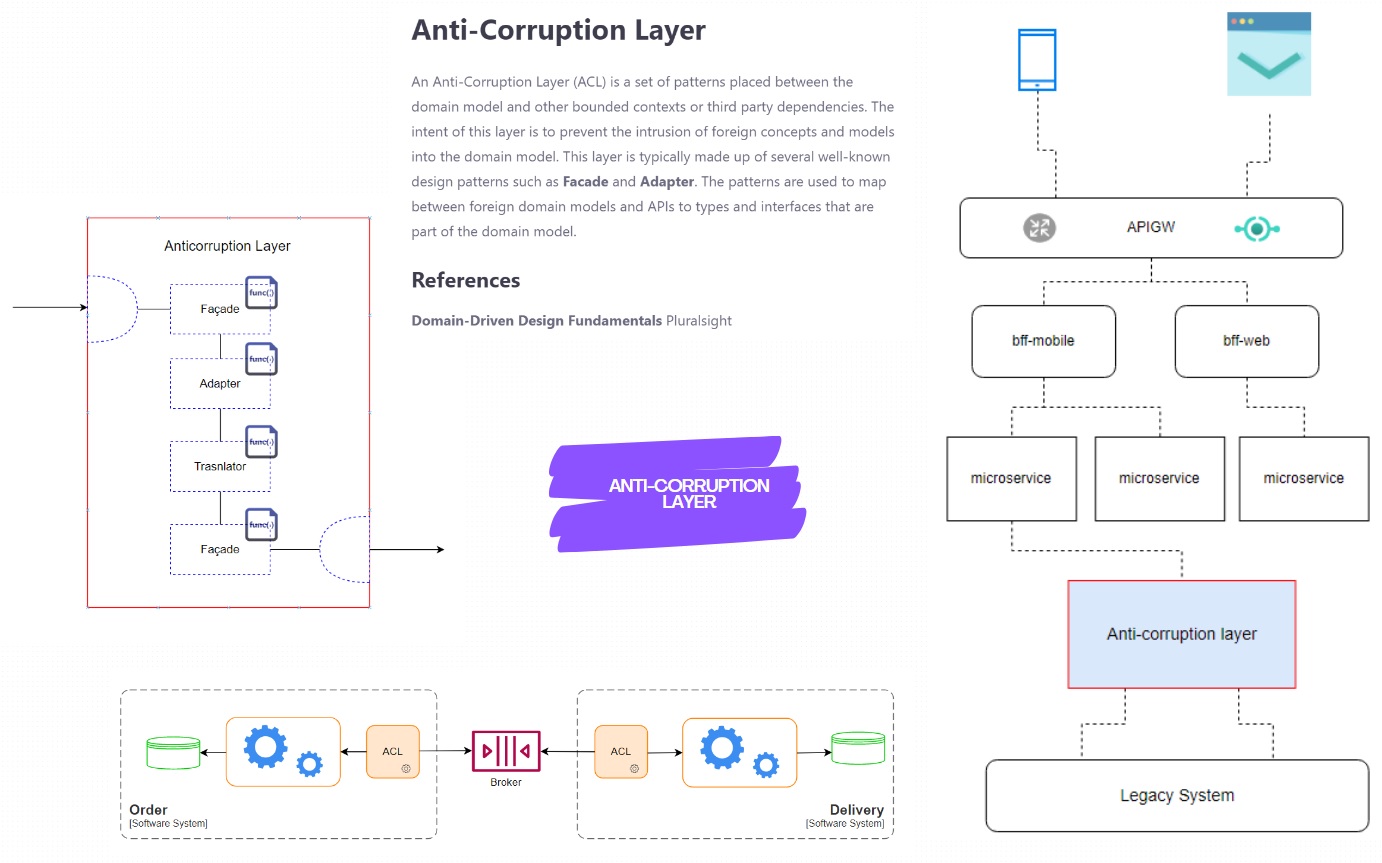 Anti-Corruption Layer
An Anti-Corruption Layer (ACL) is a set of patterns placed between the
domain model and other bounded contexts or third party dependencies. The
intent of this layer is to prevent the intrusion of foreign concepts and models
into the domain model. This layer is typically made up of several well-known
design patterns such as Facade and Adapter. The patterns are used to map
between foreign domain models and APIs to types and interfaces that are
part of the domain model.
References
Domain-Driven Design Fundamentals Pluralsight
Anticorruption Layer
func(;)
Façade
func(;)
Adapter
func(;)
Trasnlator
func(;)
Façade
ANTI-CORRUPTION
LAYER
APIGW
bff-mobile
bff-web
microservice
microservice
microservice
Anti-corruption layer
Legacy System
ACL
Broker
ACL
Order
[Software System]
Delivery
[Software System]